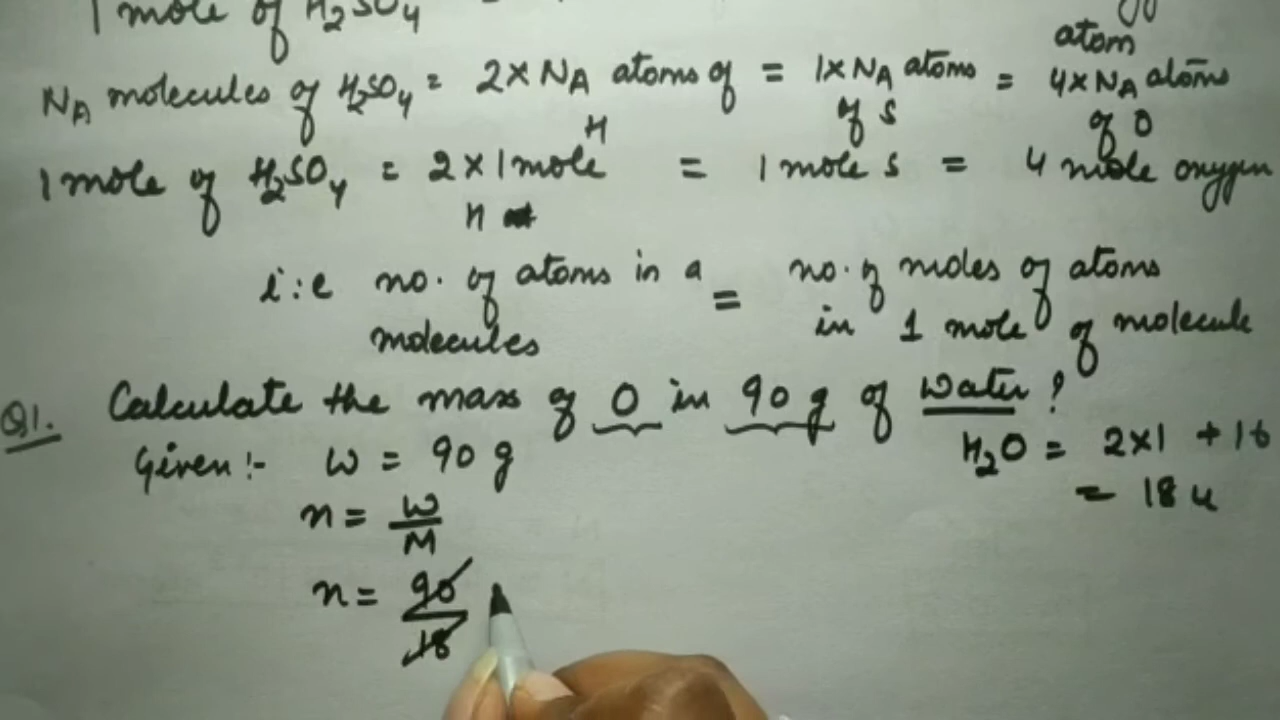 1 mole of H2SO4 =
atom
NA molecules of H2SO4 = 2×NA atoms of H = 1×NA atoms of S = 4×NA atoms of O
1 mole of H2SO4 = 2×1 mole H = 1 mole S = 4 mole oxygen
i:e no. of atoms in a molecules = no. of moles of atoms in 1 mole of molecule
Q1. Calculate the mass of O in 90 g of water?
Given:- W = 90 g
H2O = 2×1 + 16
= 18 u
n = W/M
n = 90/18